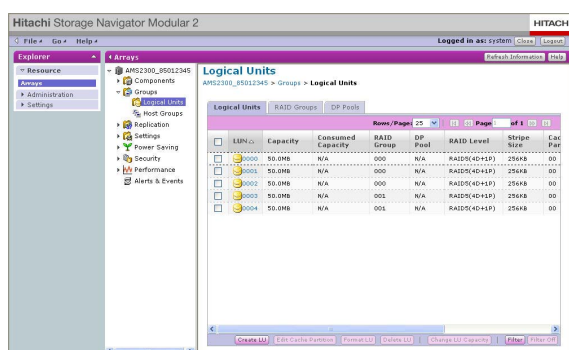 Hitachi Storage Navigator Modular 2
HITACHI
File Go Help
Logged in as: system Close Logout
Explorer
Arrays
Refresh Information Help
Resource
Arrays
Administration
Settings
AMS2300_85012345
Components
Groups
Logical Units
Host Groups
Replication
Settings
Power Saving
Security
Performance
Alerts & Events
Logical Units
AMS2300_85012345 > Groups > Logical Units
Logical Units RAID Groups DP Pools
Rows/Page: 25 Page of 1
LUN Capacity Consumed Capacity RAID Group DP Pool RAID Level Stripe Size Cac Par
0000 50.0MB N/A 000 N/A RAID5(4D+1P) 256KB 00
0001 50.0MB N/A 000 N/A RAID5(4D+1P) 256KB 00
0002 50.0MB N/A 000 N/A RAID5(4D+1P) 256KB 00
0003 50.0MB N/A 001 N/A RAID5(4D+1P) 256KB 00
0004 50.0MB N/A 001 N/A RAID5(4D+1P) 256KB 00
Create LU Edit Cache Partition Format LU Delete LU Change LU Capacity Filter Filter Off